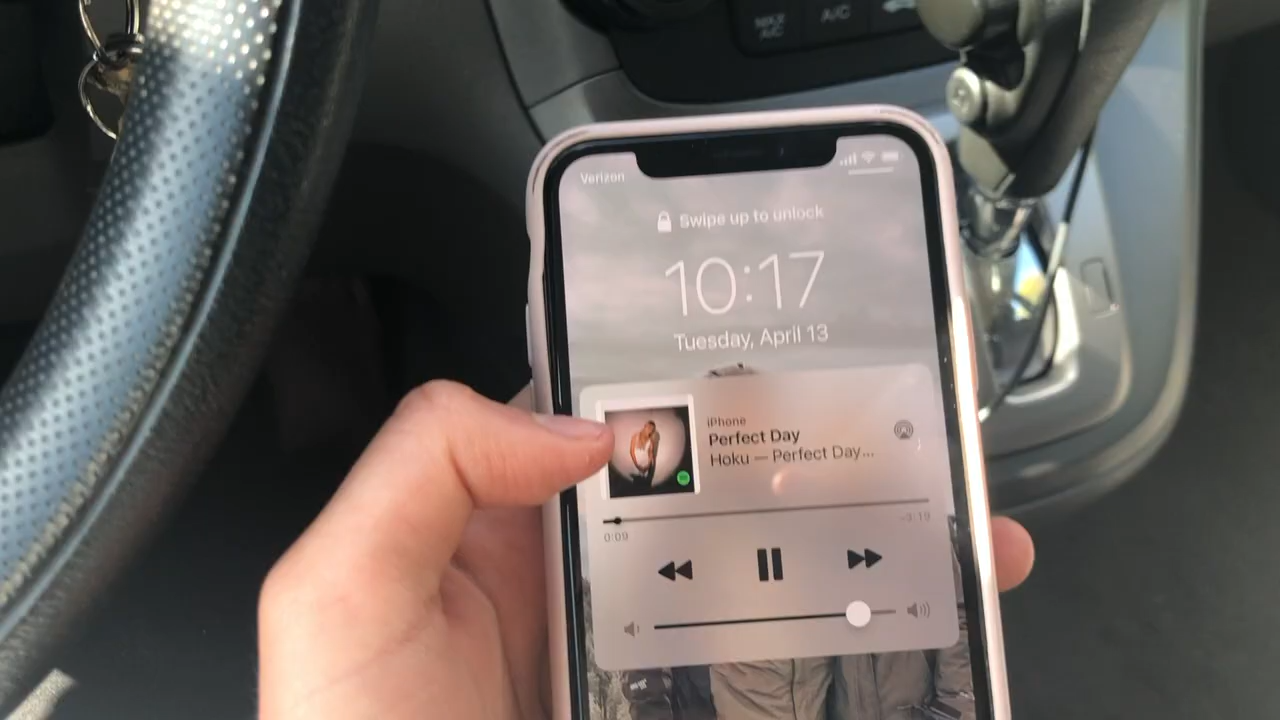 MAX A/C
A/C
Verizon
Swipe up to unlock
10:17
Tuesday, April 13
iPhone
Perfect Day
Hoku — Perfect Day...
0:09
-3:19